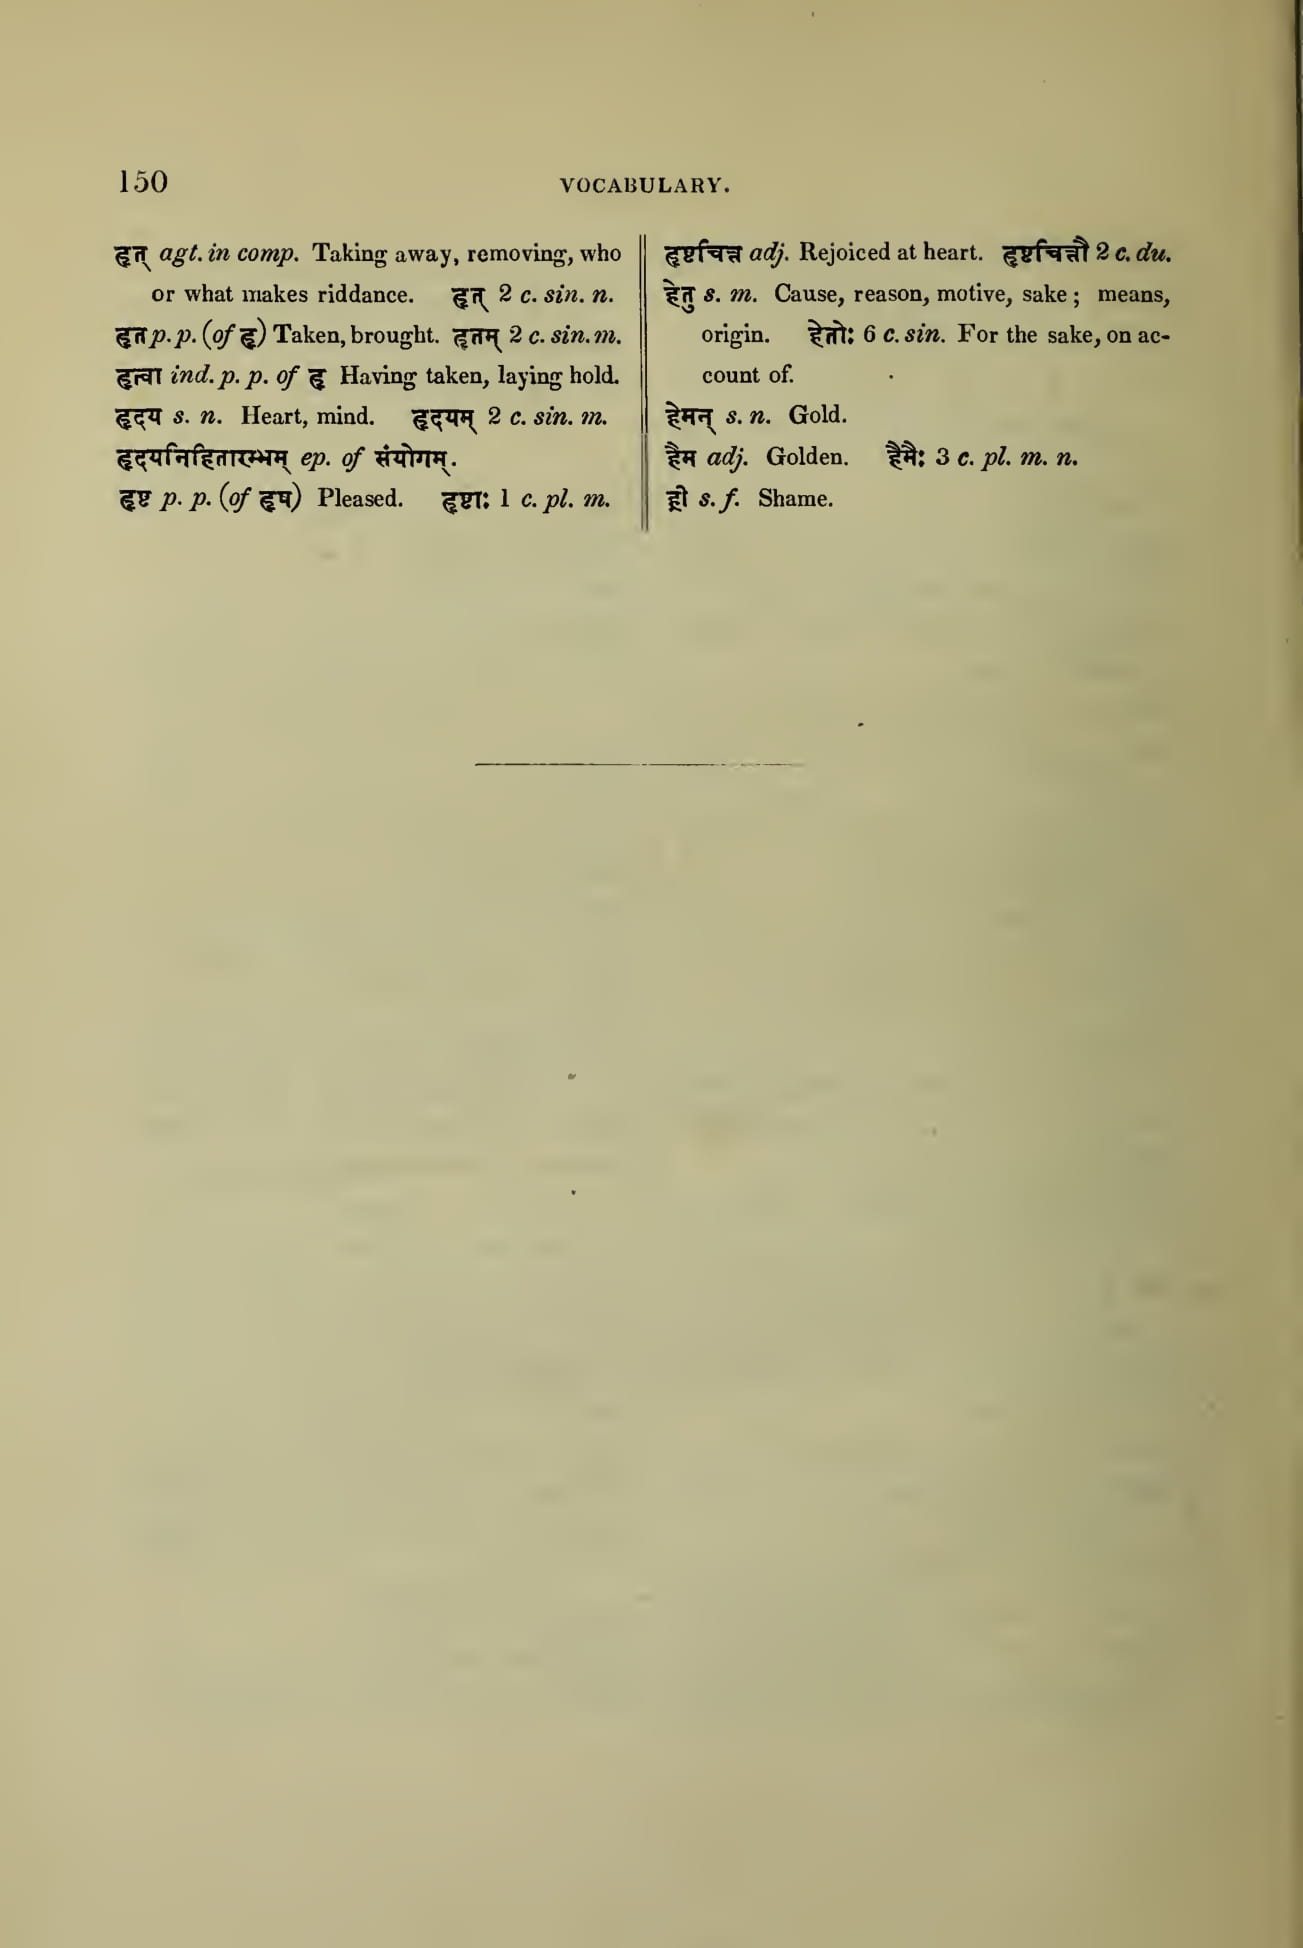 150
VOCABULARY.
हृत् agt. in comp. Taking away, removing, who
or what makes riddance. हृत् 2 c. sin. n.
हृत p. p. (of हृ) Taken, brought. हृतम् 2 c. sin. m.
हृत्वा ind. p. p. of हृ Having taken, laying hold.
हृदय s. n. Heart, mind. हृदयम् 2 c. sin. m.
हृदयनिहितारम्भम् ep. of संयोगम्.
हृष्ट p. p. (of हृष) Pleased. हृष्टाः 1 c. pl. m.
हृष्टचित्त adj. Rejoiced at heart. हृष्टचित्तौ 2 c. du.
हेतु s. m. Cause, reason, motive, sake; means,
origin. हेतोः 6 c. sin. For the sake, on ac-
count of.
हेमन् s. n. Gold.
हैम adj. Golden. हैमैः 3 c. pl. m. n.
ह्री s. f. Shame.